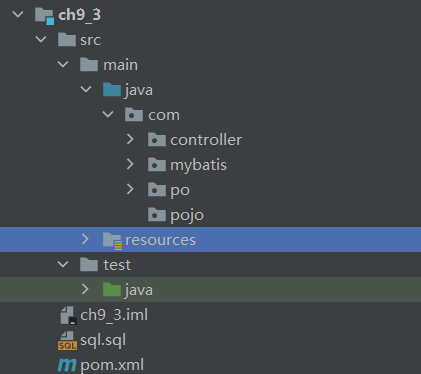 ch9_3
src
main
java
com
controller
mybatis
po
pojo
resources
test
java
ch9_3.iml
sql.sql
pom.xml